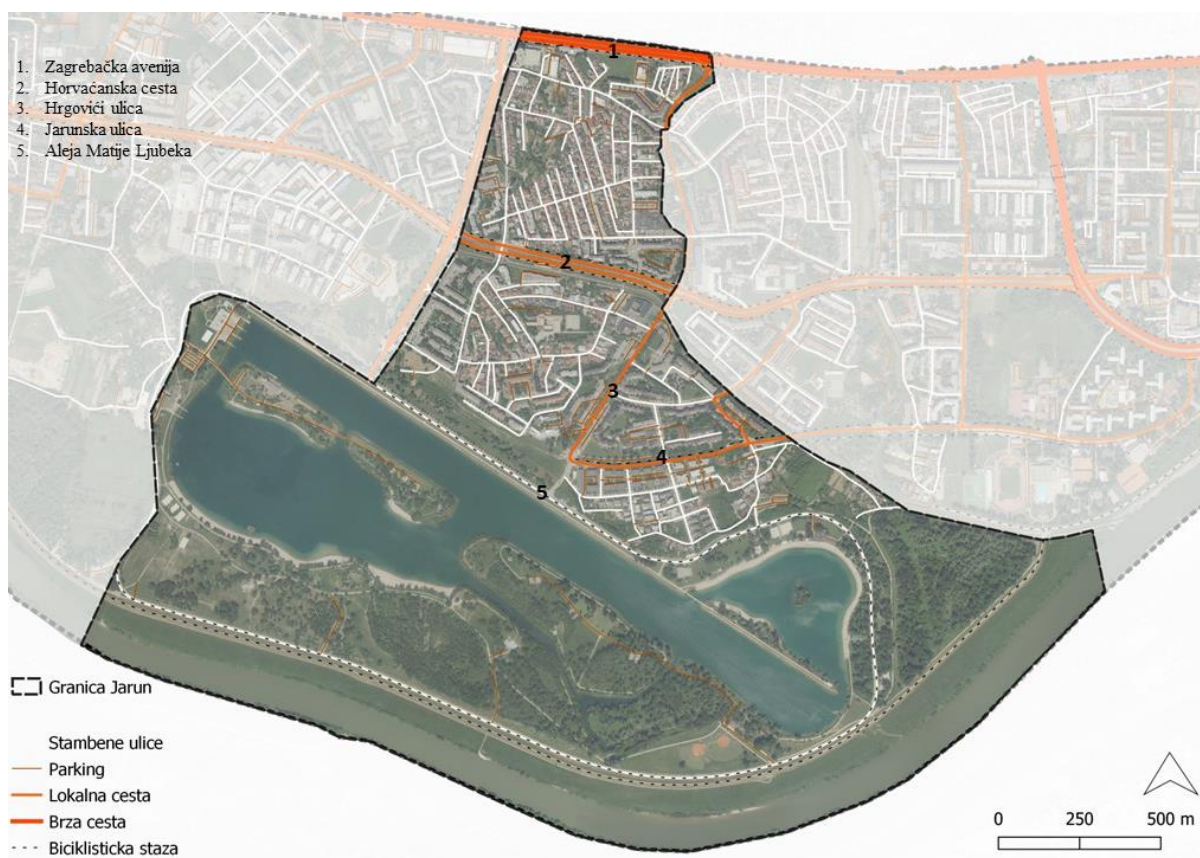 1. Zagrebačka avenija
2. Horvaćanska cesta
3. Hrgovići ulica
4. Jarunska ulica
5. Aleja Matije Ljubeka
1
2
3
4
5
Granica Jarun
Stambene ulice
Parking
Lokalna cesta
Brza cesta
Biciklisticka staza
0 250 500 m